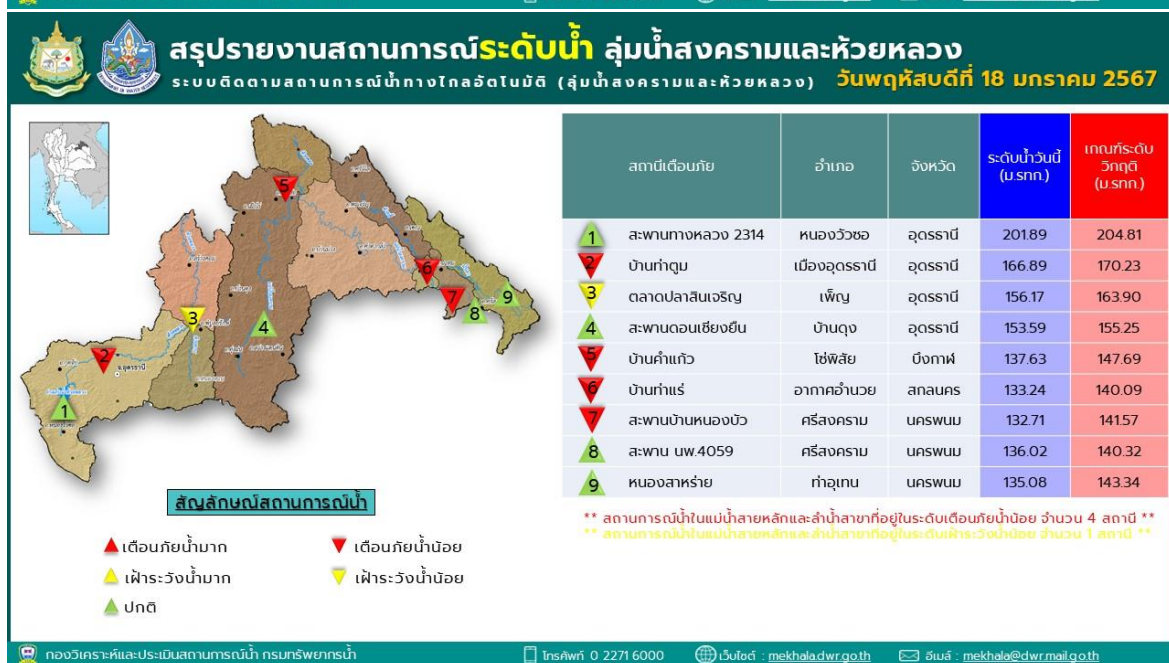 สรุปรายงานสถานการณ์ระดับน้ำ ลุ่มน้ำสงครามและห้วยหลวง
ระบบติดตามสถานการณ์น้ำทางไกลอัตโนมัติ (ลุ่มน้ำสงครามและห้วยหลวง) วันพฤหัสบดีที่ 18 มกราคม 2567
สถานีเตือนภัย อำเภอ จังหวัด ระดับน้ำวันนี้ (ม.รทก.) เกณฑ์ระดับวิกฤติ (ม.รทก.)
1 สะพานทางหลวง 2314 หนองวัวซอ อุดรธานี 201.89 204.81
2 บ้านท่าตูม เมืองอุดรธานี อุดรธานี 166.89 170.23
3 ตลาดปลาสินเจริญ เพ็ญ อุดรธานี 156.17 163.90
4 สะพานดอนเชียงยืน บ้านดุง อุดรธานี 153.59 155.25
5 บ้านคำแก้ว โซ่พิสัย บึงกาฬ 137.63 147.69
6 บ้านท่าแร่ อากาศอำนวย สกลนคร 133.24 140.09
7 สะพานบ้านหนองบัว ศรีสงคราม นครพนม 132.71 141.57
8 สะพาน นพ.4059 ศรีสงคราม นครพนม 136.02 140.32
9 หนองสาหร่าย ท่าอุเทน นครพนม 135.08 143.34
** สถานการณ์น้ำในแม่น้ำสายหลักและลำน้ำสาขาที่อยู่ในระดับเตือนภัยน้ำน้อย จำนวน 4 สถานี **
** สถานการณ์น้ำในแม่น้ำสายหลักและลำน้ำสาขาที่อยู่ในระดับเฝ้าระวังน้ำน้อย จำนวน 1 สถานี **
5
6
7
9
8
3
4
2
จ.อุดรธานี
1
สัญลักษณ์สถานการณ์น้ำ
เตือนภัยน้ำมาก เตือนภัยน้ำน้อย
เฝ้าระวังน้ำมาก เฝ้าระวังน้ำน้อย
ปกติ
กองวิเคราะห์และประเมินสถานการณ์น้ำ กรมทรัพยากรน้ำ โทรศัพท์ 0 2271 6000 เว็บไซต์ : mekhala.dwr.go.th อีเมล์ : mekhala@dwr.mail.go.th